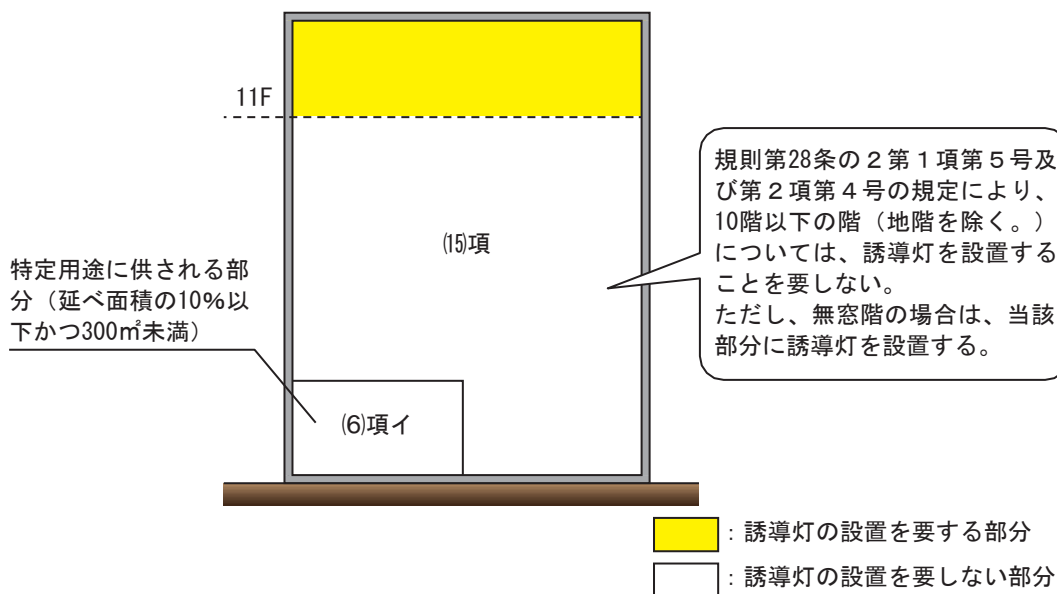 11F
規則第28条の２第１項第５号及
び第２項第４号の規定により、
10階以下の階（地階を除く。）
については、誘導灯を設置する
ことを要しない。
ただし、無窓階の場合は、当該
部分に誘導灯を設置する。
⒂項
特定用途に供される部
分（延べ面積の10％以
下かつ300㎡未満）
⑹項イ
：誘導灯の設置を要する部分
：誘導灯の設置を要しない部分